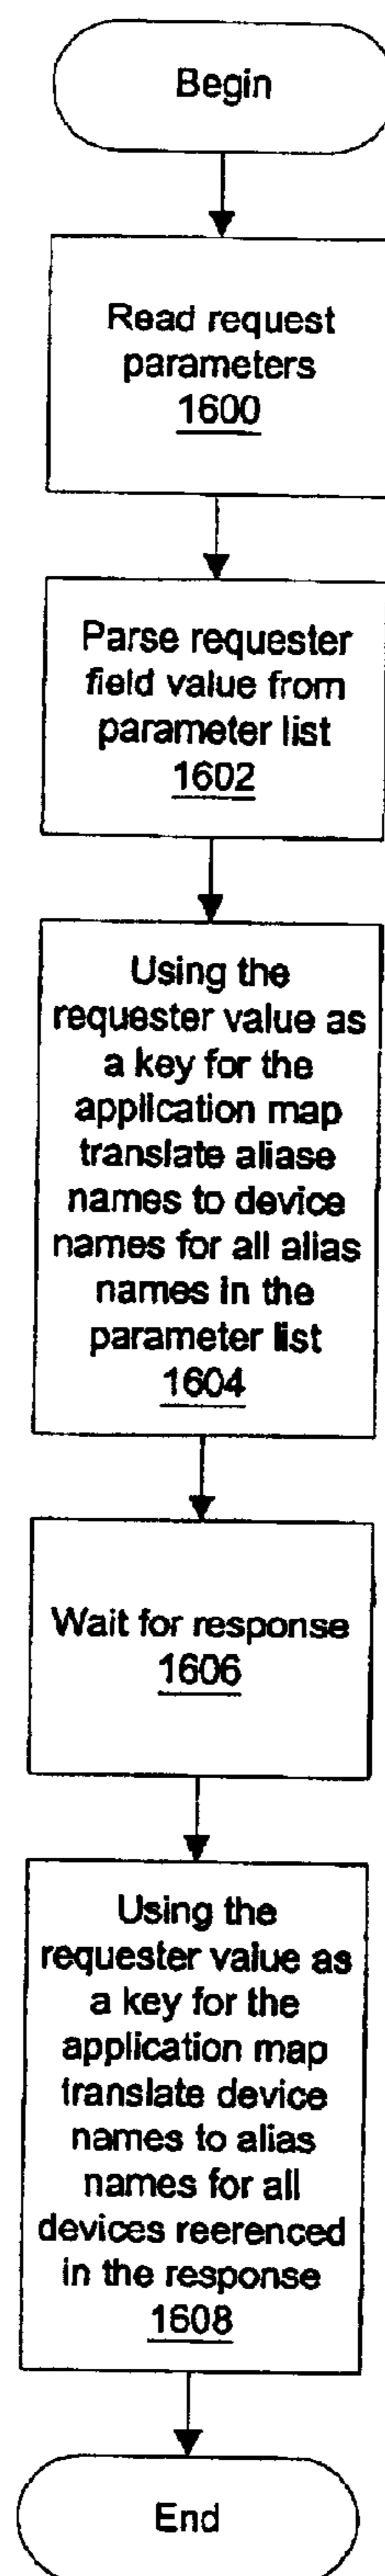 Begin
Read request
parameters
1600
Parse requester
field value from
parameter list
1602
Using the
requester value as
a key for the
application map
translate aliase
names to device
names for all alias
names in the
parameter list
1604
Wait for response
1606
Using the
requester value as
a key for the
application map
translate device
names to alias
names for all
devices reerenced
in the response
1608
End